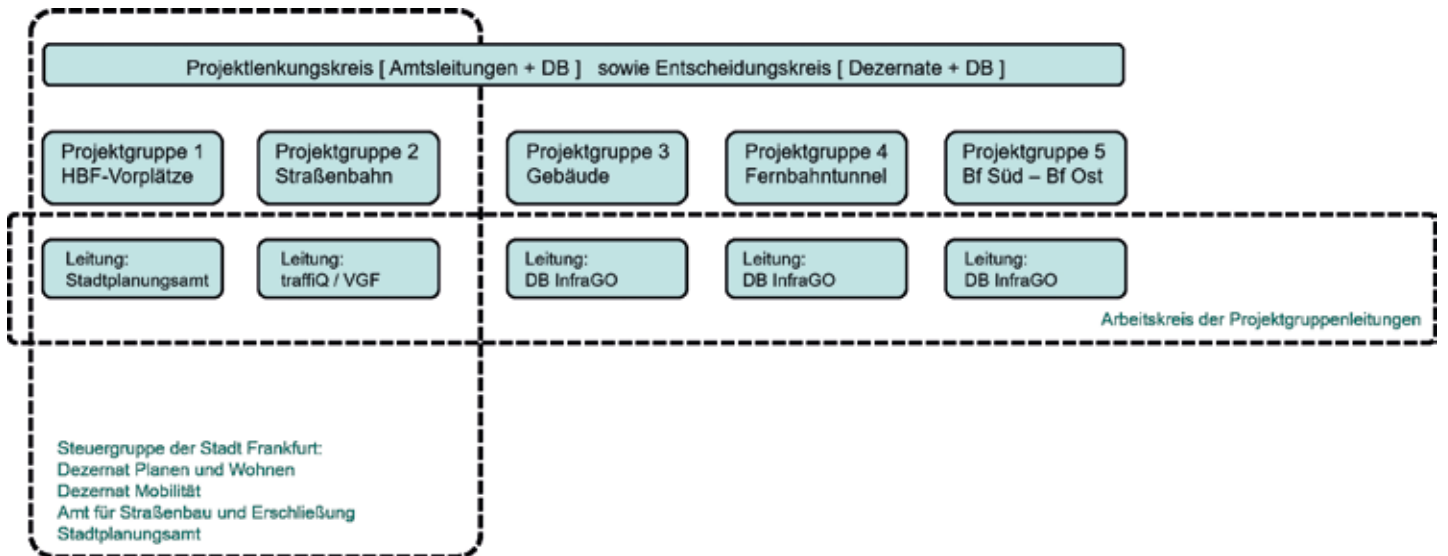 Projektlenkungskreis [ Amtsleitungen + DB ] sowie Entscheidungskreis [ Dezernate + DB ]
Projektgruppe 1
HBF-Vorplätze
Projektgruppe 2
Straßenbahn
Projektgruppe 3
Gebäude
Projektgruppe 4
Fernbahntunnel
Projektgruppe 5
Bf Süd – Bf Ost
Leitung:
Stadtplanungsamt
Leitung:
traffiQ / VGF
Leitung:
DB InfraGO
Leitung:
DB InfraGO
Leitung:
DB InfraGO
Arbeitskreis der Projektgruppenleitungen
Steuergruppe der Stadt Frankfurt:
Dezernat Planen und Wohnen
Dezernat Mobilität
Amt für Straßenbau und Erschließung
Stadtplanungsamt